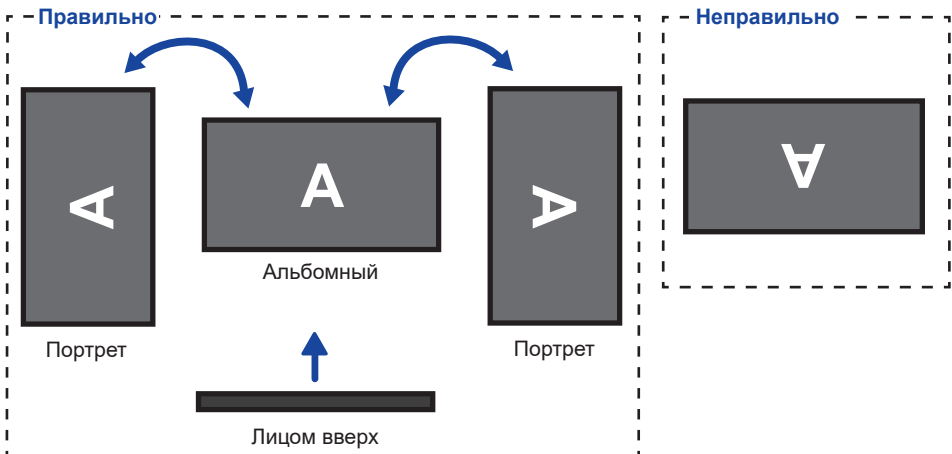 Правильно
Неправильно
A
A
A
A
Альбомный
Портрет
Портрет
Лицом вверх